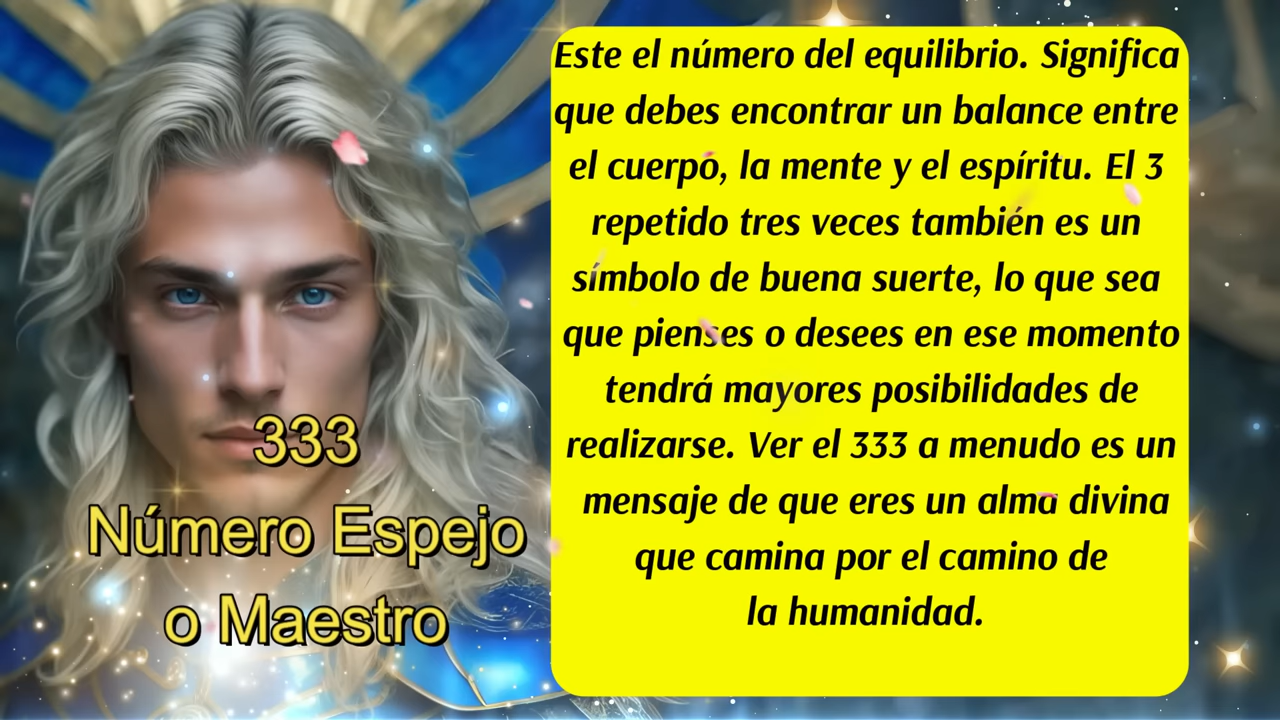 333
Número Espejo
o Maestro
Este el número del equilibrio. Significa
que debes encontrar un balance entre
el cuerpo, la mente y el espíritu. El 3
repetido tres veces también es un
símbolo de buena suerte, lo que sea
que pienses o desees en ese momento
tendrá mayores posibilidades de
realizarse. Ver el 333 a menudo es un
mensaje de que eres un alma divina
que camina por el camino de
la humanidad.